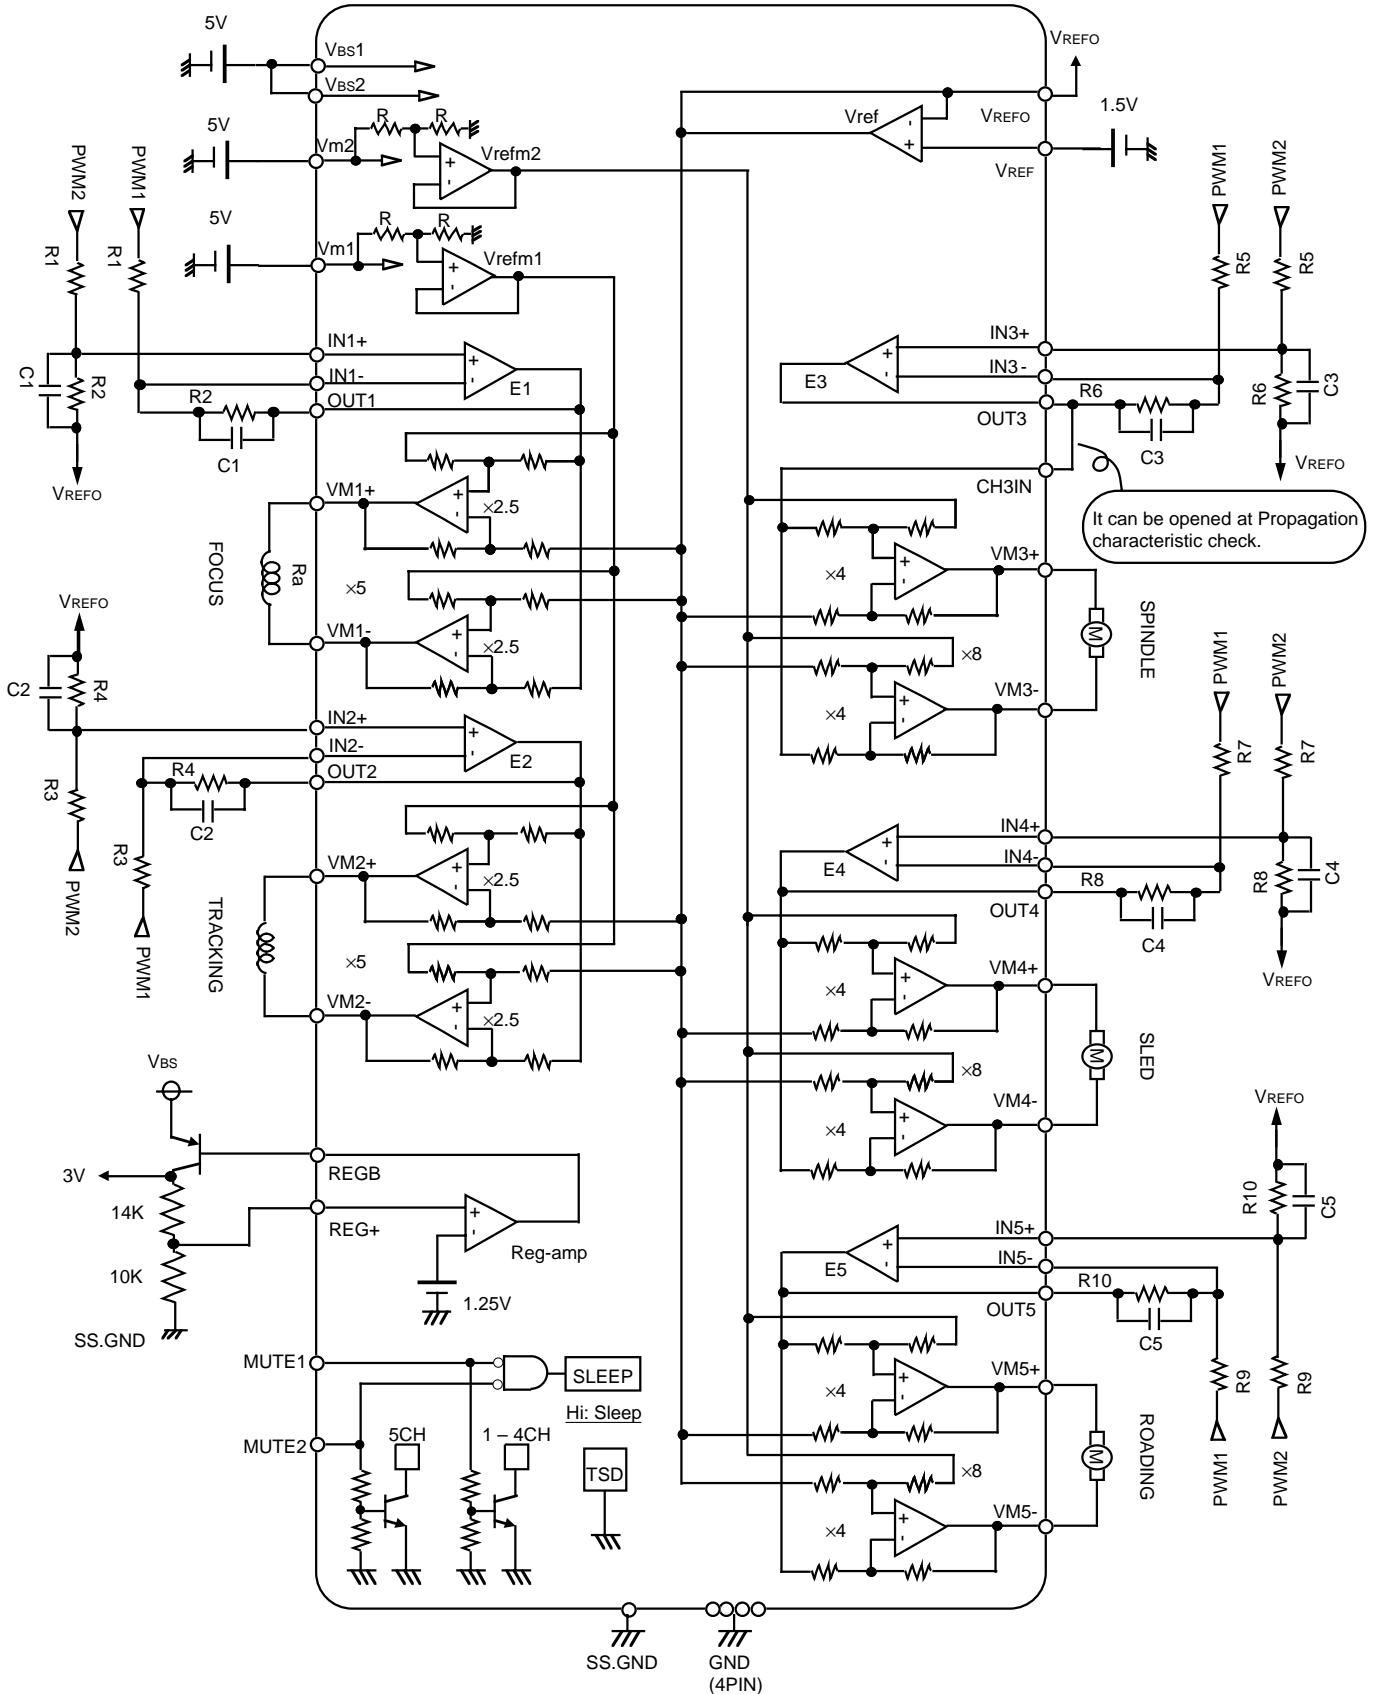 5V
VBS1
VBS2
VREFO
1.5V
5V
R R
Vref
VREFO
Vm2
Vrefm2
VREF
PWM2
PWM1
PWM1
PWM2
5V
R R
Vm1
Vrefm1
R1
R1
R5
R5
IN1+
IN1-
E1
OUT1
C1
R2
R2
C1
VREFO
IN3+
IN3-
E3
R6
OUT3
R6
C3
C3
VREFO
CH3IN
It can be opened at Propagation
characteristic check.
VM1+
×2.5
FOCUS
Ra
×5
VM1-
×2.5
VM3+
×4
SPINDLE
×8
VM3-
×4
VREFO
C2
R4
IN2+
IN2-
E2
OUT2
R4
C2
R3
R3
PWM2
PWM1
PWM1
PWM2
R7
R7
IN4+
IN4-
E4
R8
OUT4
C4
R8
C4
VREFO
VM2+
×2.5
TRACKING
×5
VM2-
×2.5
VM4+
×4
M
M
SLED
×8
VM4-
×4
VBS
3V
REGB
14K
REG+
Reg-amp
10K
1.25V
SS.GND
VREFO
R10
C5
IN5+
IN5-
E5
R10
OUT5
C5
R9
R9
PWM1
PWM2
MUTE1
SLEEP
Hi: Sleep
MUTE2
5CH
1 – 4CH
TSD
VM5+
×4
M
ROADING
×8
VM5-
×4
SS.GND
GND
(4PIN)
+
-